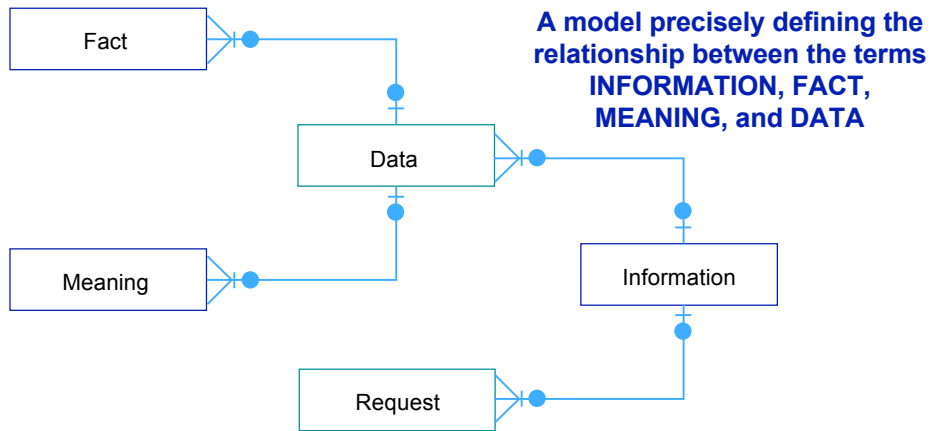 A model precisely defining the
relationship between the terms
INFORMATION, FACT,
MEANING, and DATA
Fact
Data
Meaning
Information
Request